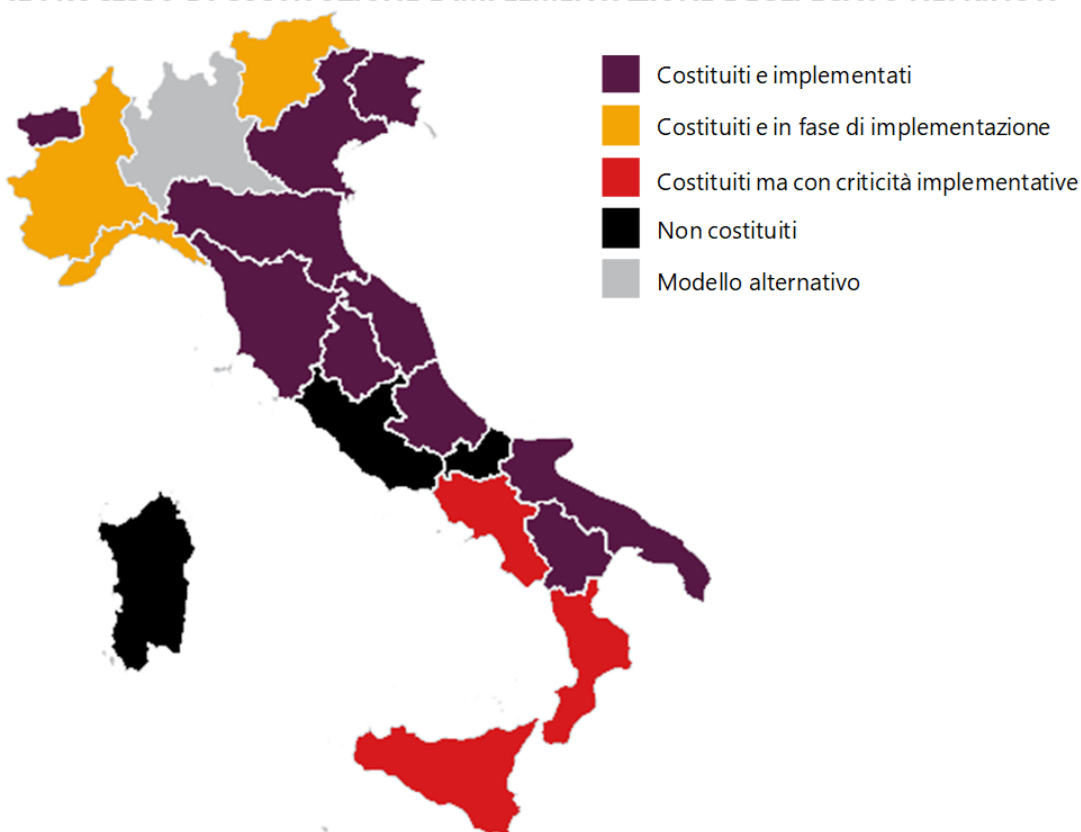 Costituiti e implementati
Costituiti e in fase di implementazione
Costituiti ma con criticità implementative
Non costituiti
Modello alternativo